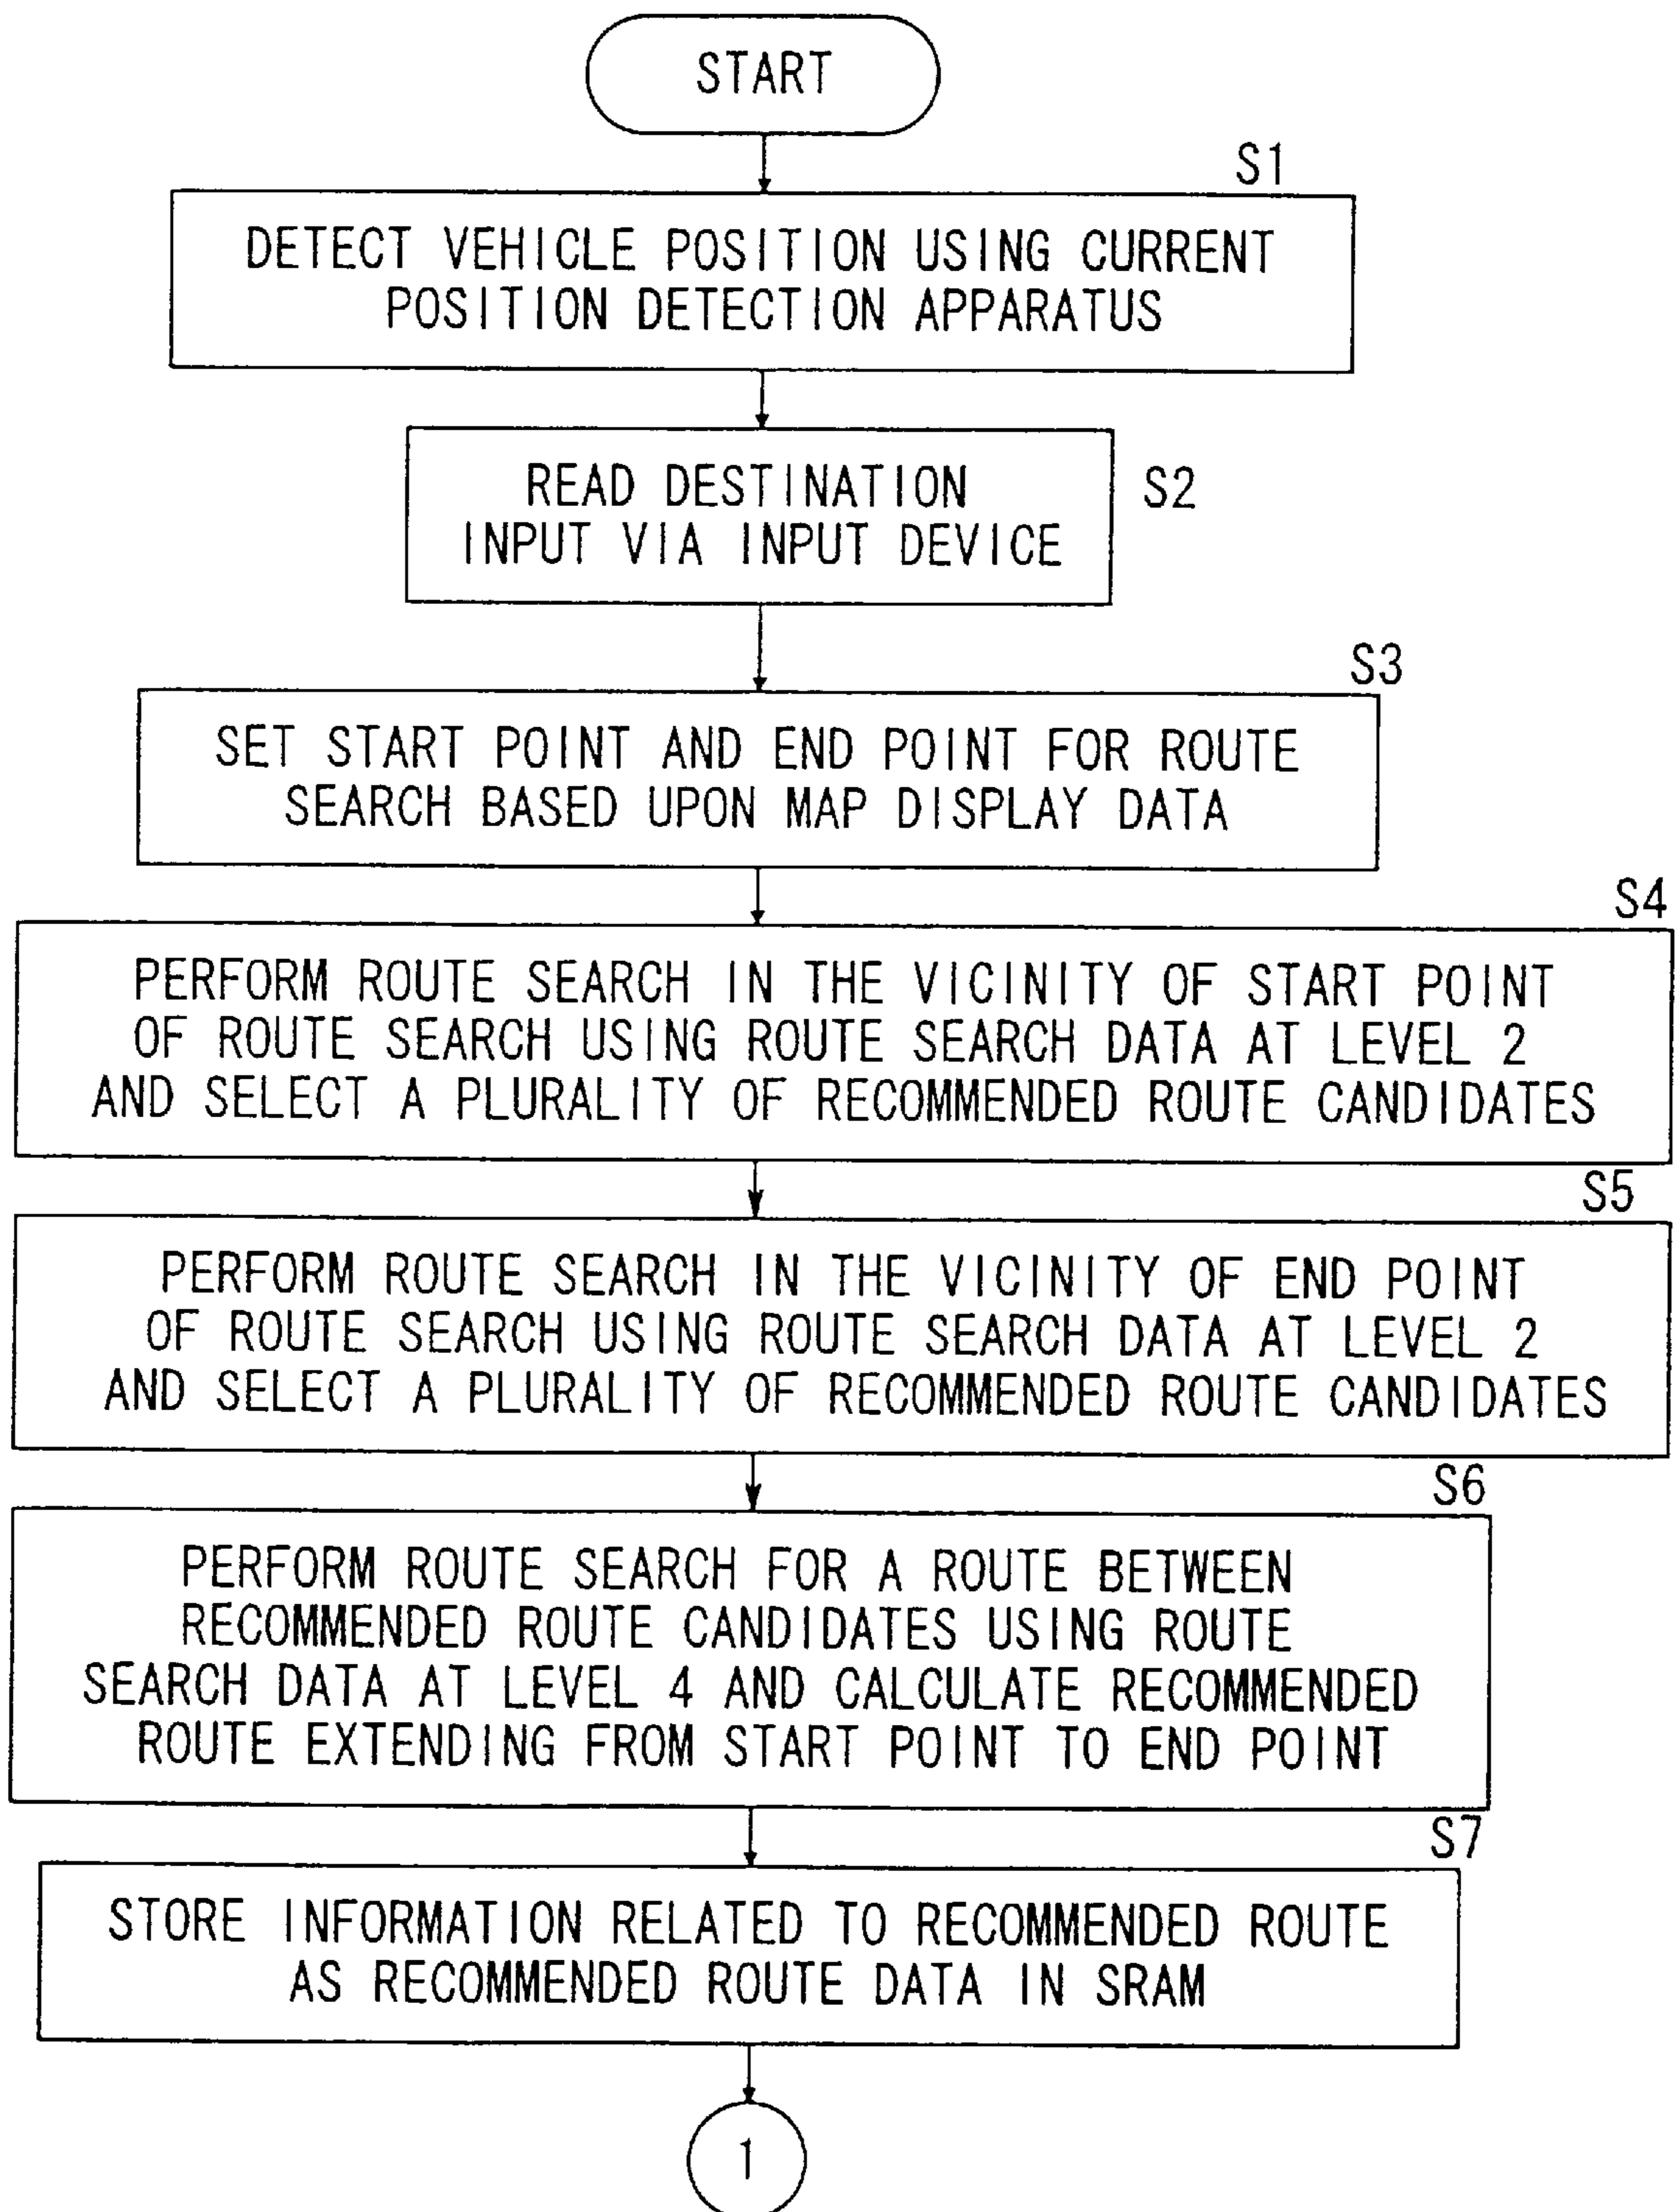 START
S1
DETECT VEHICLE POSITION USING CURRENT
POSITION DETECTION APPARATUS
READ DESTINATION
INPUT VIA INPUT DEVICE
S2
S3
SET START POINT AND END POINT FOR ROUTE
SEARCH BASED UPON MAP DISPLAY DATA
S4
PERFORM ROUTE SEARCH IN THE VICINITY OF START POINT
OF ROUTE SEARCH USING ROUTE SEARCH DATA AT LEVEL 2
AND SELECT A PLURALITY OF RECOMMENDED ROUTE CANDIDATES
S5
PERFORM ROUTE SEARCH IN THE VICINITY OF END POINT
OF ROUTE SEARCH USING ROUTE SEARCH DATA AT LEVEL 2
AND SELECT A PLURALITY OF RECOMMENDED ROUTE CANDIDATES
S6
PERFORM ROUTE SEARCH FOR A ROUTE BETWEEN
RECOMMENDED ROUTE CANDIDATES USING ROUTE
SEARCH DATA AT LEVEL 4 AND CALCULATE RECOMMENDED
ROUTE EXTENDING FROM START POINT TO END POINT
S7
STORE INFORMATION RELATED TO RECOMMENDED ROUTE
AS RECOMMENDED ROUTE DATA IN SRAM
1